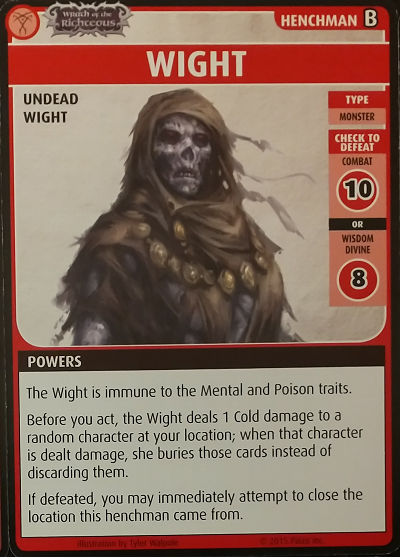 Wrath of the
Righteous
HENCHMAN B
WIGHT
UNDEAD
WIGHT
TYPE
MONSTER
CHECK TO
DEFEAT
COMBAT
10
OR
WISDOM
DIVINE
8
POWERS
The Wight is immune to the Mental and Poison traits.
Before you act, the Wight deals 1 Cold damage to a
random character at your location; when that character
is dealt damage, she buries those cards instead of
discarding them.
If defeated, you may immediately attempt to close the
location this henchman came from.
Illustration by Tyler Walpole © 2015 Paizo Inc.